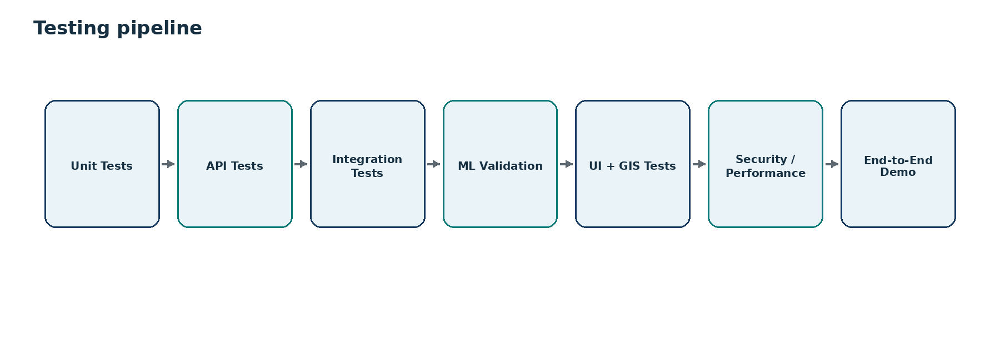 Testing pipeline
Unit Tests
API Tests
Integration
Tests
ML Validation
UI + GIS Tests
Security /
Performance
End-to-End
Demo